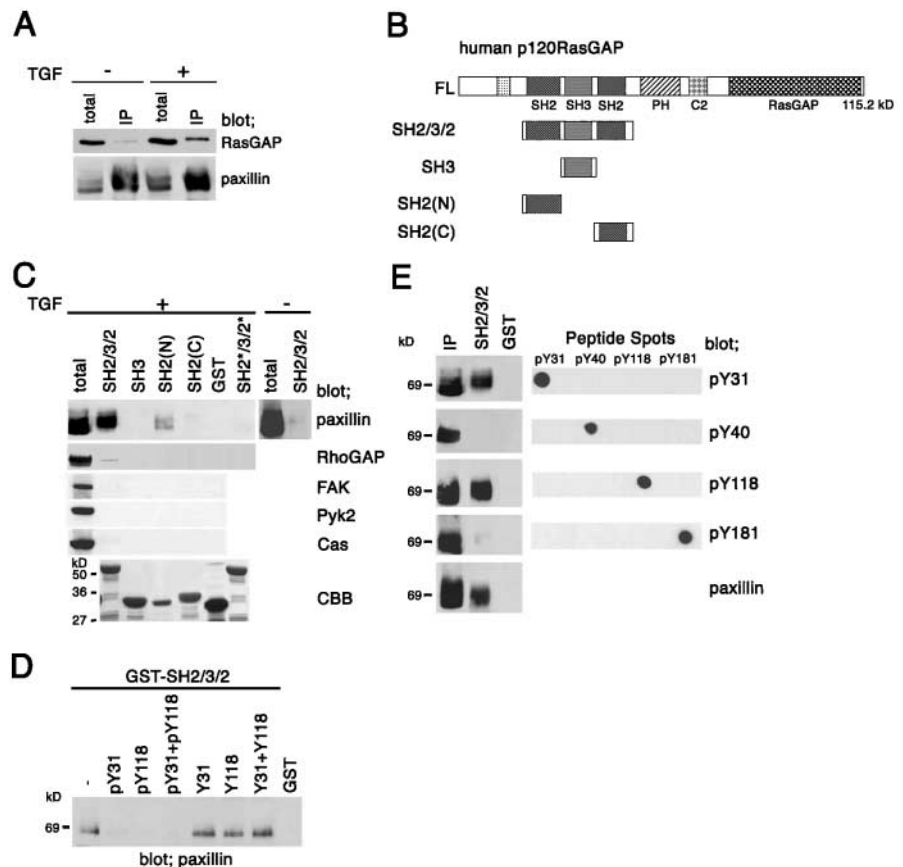 A
TGF - +
total IP total IP blot;
RasGAP
paxillin
B
human p120RasGAP
FL
SH2 SH3 SH2 PH C2 RasGAP 115.2 kD
SH2/3/2
SH3
SH2(N)
SH2(C)
C
TGF + -
total SH2/3/2 SH3 SH2(N) SH2(C) GST SH2*/3/2* total SH2/3/2
blot;
paxillin
RhoGAP
FAK
Pyk2
Cas
kD
50
36
27
CBB
D
GST-SH2/3/2
- pY31 pY118 pY31+pY118 Y31 Y118 Y31+Y118 GST
kD
69
blot; paxillin
E
kD IP SH2/3/2 GST
Peptide Spots blot;
pY31 pY40 pY118 pY181
69 pY31
69 pY40
69 pY118
69 pY181
69 paxillin